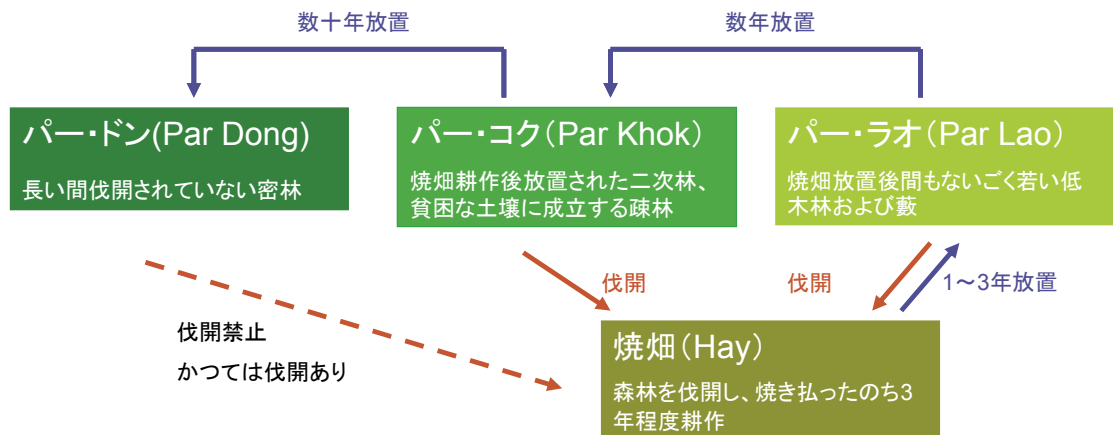 数十年放置
数年放置
パー・ドン(Par Dong)
長い間伐開されていない密林
パー・コク(Par Khok)
焼畑耕作後放置された二次林、
貧困な土壌に成立する疎林
パー・ラオ(Par Lao)
焼畑放置後間もないごく若い低
木林および藪
伐開
伐開
1~3年放置
伐開禁止
かつては伐開あり
焼畑(Hay)
森林を伐開し、焼き払ったのち3
年程度耕作